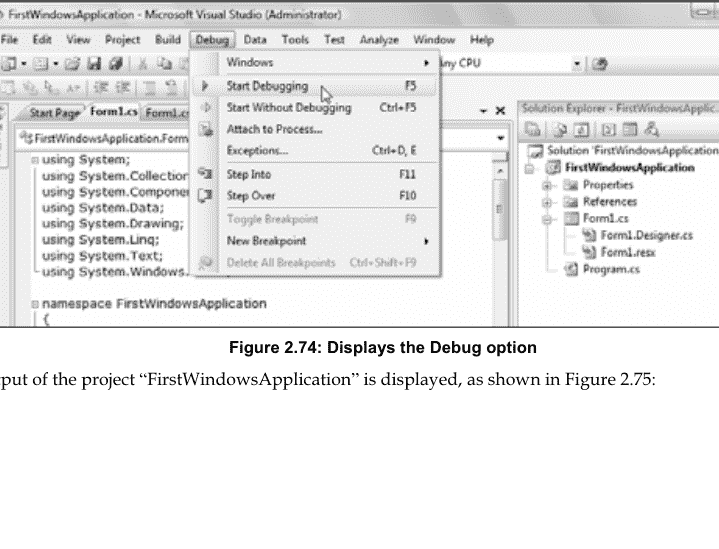 FirstWindowsApplication - Microsoft Visual Studio (Administrator)
File Edit View Project Build Debug Data Tools Test Analyze Window Help
Windows
Any CPU
Start Debugging F5
Start Without Debugging Ctrl+F5
Attach to Process...
Exceptions... Ctrl+D, E
Step Into F11
Step Over F10
Toggle Breakpoint F9
New Breakpoint
Delete All Breakpoints Ctrl+Shift+F9
Start Page Form1.cs Form1.cs
FirstWindowsApplication.Form
using System;
using System.Collection
using System.Compone
using System.Data;
using System.Drawing;
using System.Linq;
using System.Text;
using System.Windows.
namespace FirstWindowsApplication
{
Solution Explorer - FirstWindowsApplic
Solution 'FirstWindowsApplication
FirstWindowsApplication
Properties
References
Form1.cs
Form1.Designer.cs
Form1.resx
Program.cs
Figure 2.74: Displays the Debug option
put of the project “FirstWindowsApplication” is displayed, as shown in Figure 2.75: